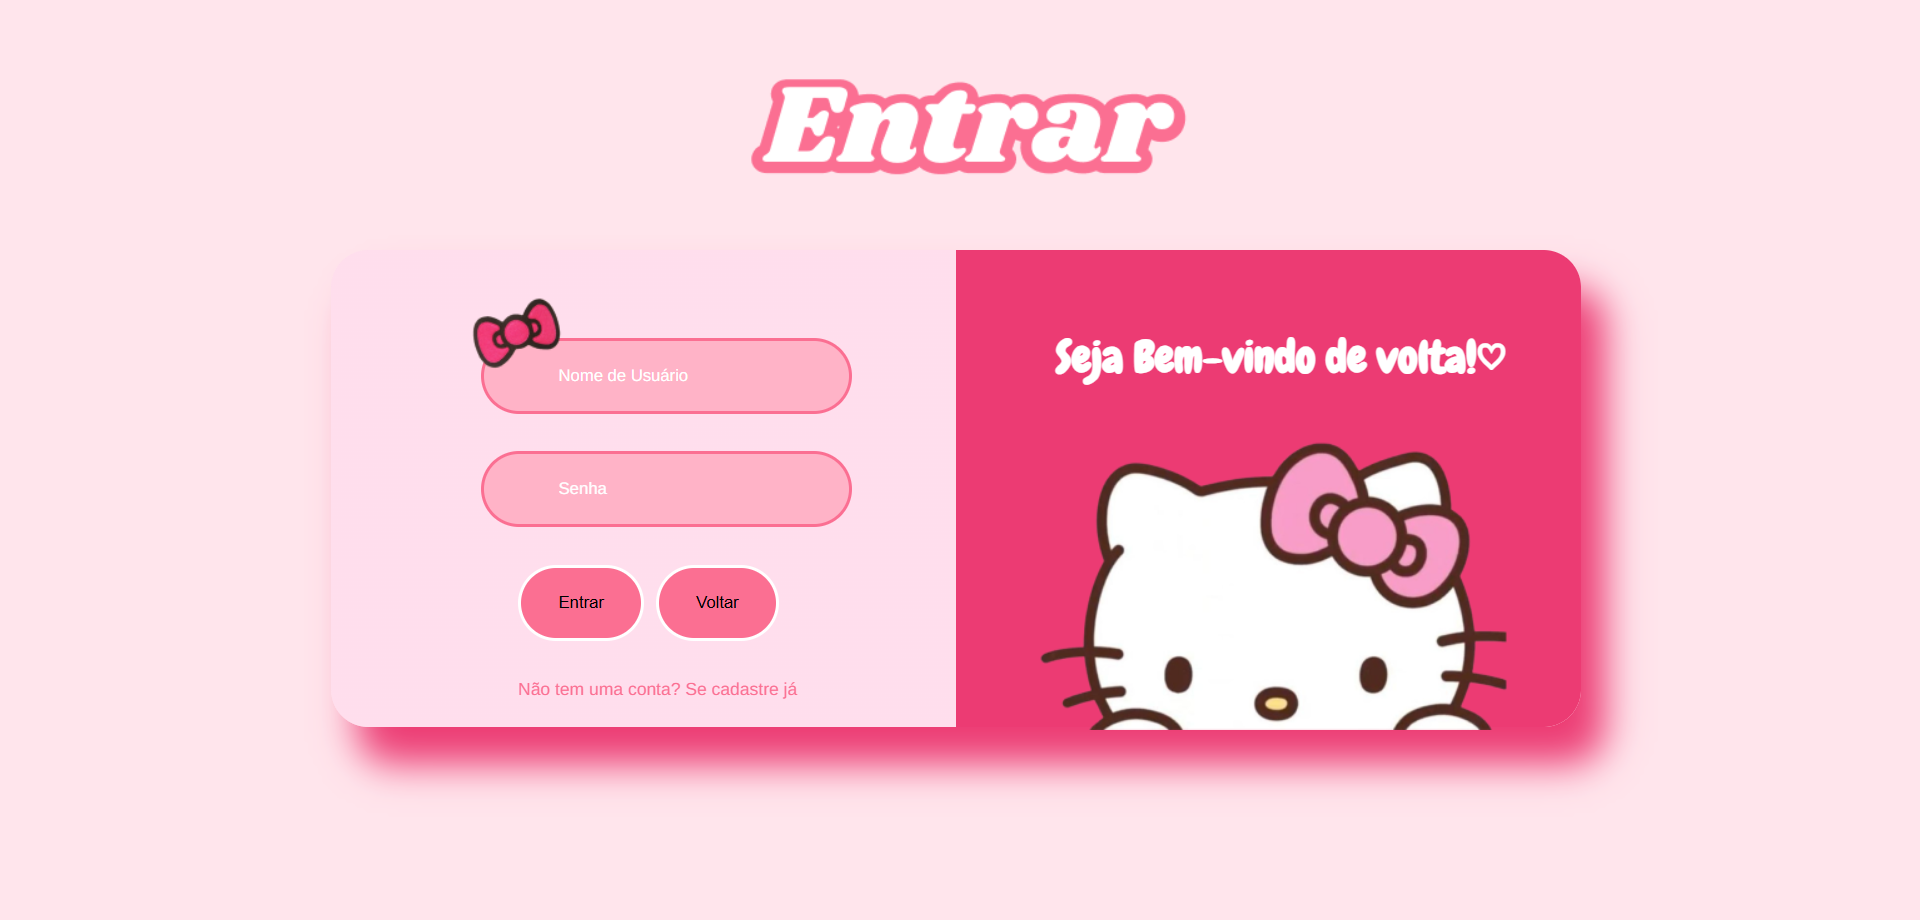 Entrar
Nome de Usuário
Senha
Entrar Voltar
Não tem uma conta? Se cadastre já
Seja Bem-vindo de volta!♡